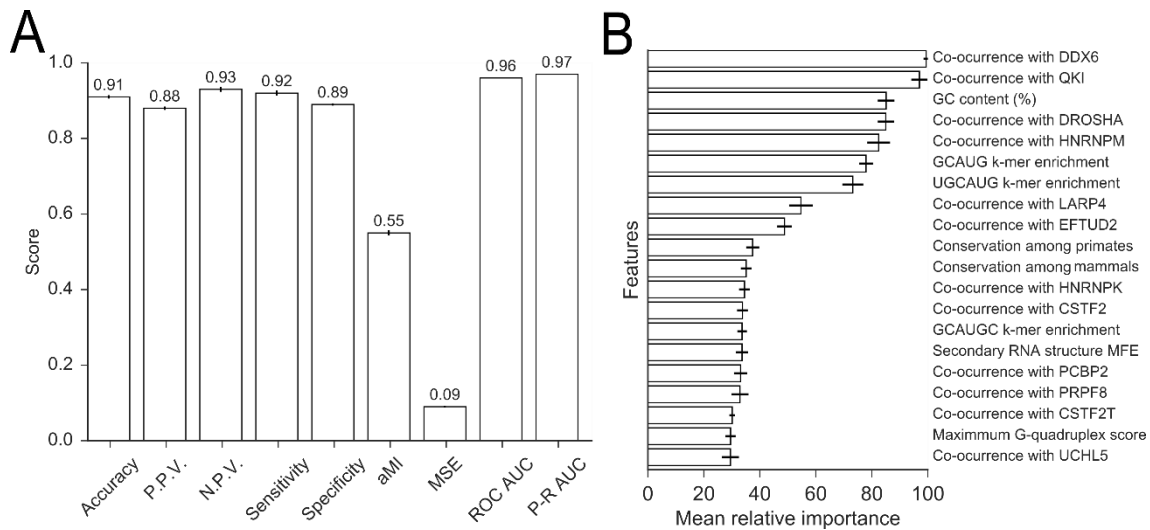 A
Score
1.0
0.8
0.6
0.4
0.2
0.0
0.91
0.88
0.93
0.92
0.89
0.55
0.09
0.96
0.97
Accuracy
P.P.V.
N.P.V.
Sensitivity
Specificity
aMI
MSE
ROC AUC
P-R AUC
B
Features
Co-ocurrence with DDX6
Co-ocurrence with QKI
GC content (%)
Co-ocurrence with DROSHA
Co-ocurrence with HNRNPM
GCAUG k-mer enrichment
UGCAUG k-mer enrichment
Co-ocurrence with LARP4
Co-ocurrence with EFTUD2
Conservation among primates
Conservation among mammals
Co-ocurrence with HNRNPK
Co-ocurrence with CSTF2
GCAUGC k-mer enrichment
Secondary RNA structure MFE
Co-ocurrence with PCBP2
Co-ocurrence with PRPF8
Co-ocurrence with CSTF2T
Maximmum G-quadruplex score
Co-ocurrence with UCHL5
0 20 40 60 80 100
Mean relative importance